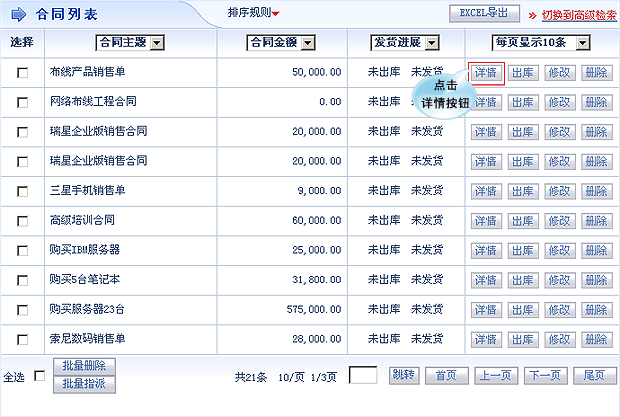 合同列表 排序规则 EXCEL导出 » 切换到高级检索
选择 合同主题 合同金额 发货进展 每页显示10条
布线产品销售单 50,000.00 未出库 未发货 详情 出库 修改 删除
网络布线工程合同 0.00 未出库 未发货 详情 出库 修改 删除
点击
详情按钮
瑞星企业版销售合同 20,000.00 未出库 未发货 详情 出库 修改 删除
瑞星企业版销售合同 20,000.00 未出库 未发货 详情 出库 修改 删除
三星手机销售单 9,000.00 未出库 未发货 详情 出库 修改 删除
高级培训合同 60,000.00 未出库 未发货 详情 出库 修改 删除
购买IBM服务器 25,000.00 未出库 未发货 详情 出库 修改 删除
购买5台笔记本 31,800.00 未出库 未发货 详情 出库 修改 删除
购买服务器23台 575,000.00 未出库 未发货 详情 出库 修改 删除
索尼数码销售单 28,000.00 未出库 未发货 详情 出库 修改 删除
全选 批量删除
批量指派
共21条 10/页 1/3页 跳转 首页 上一页 下一页 尾页